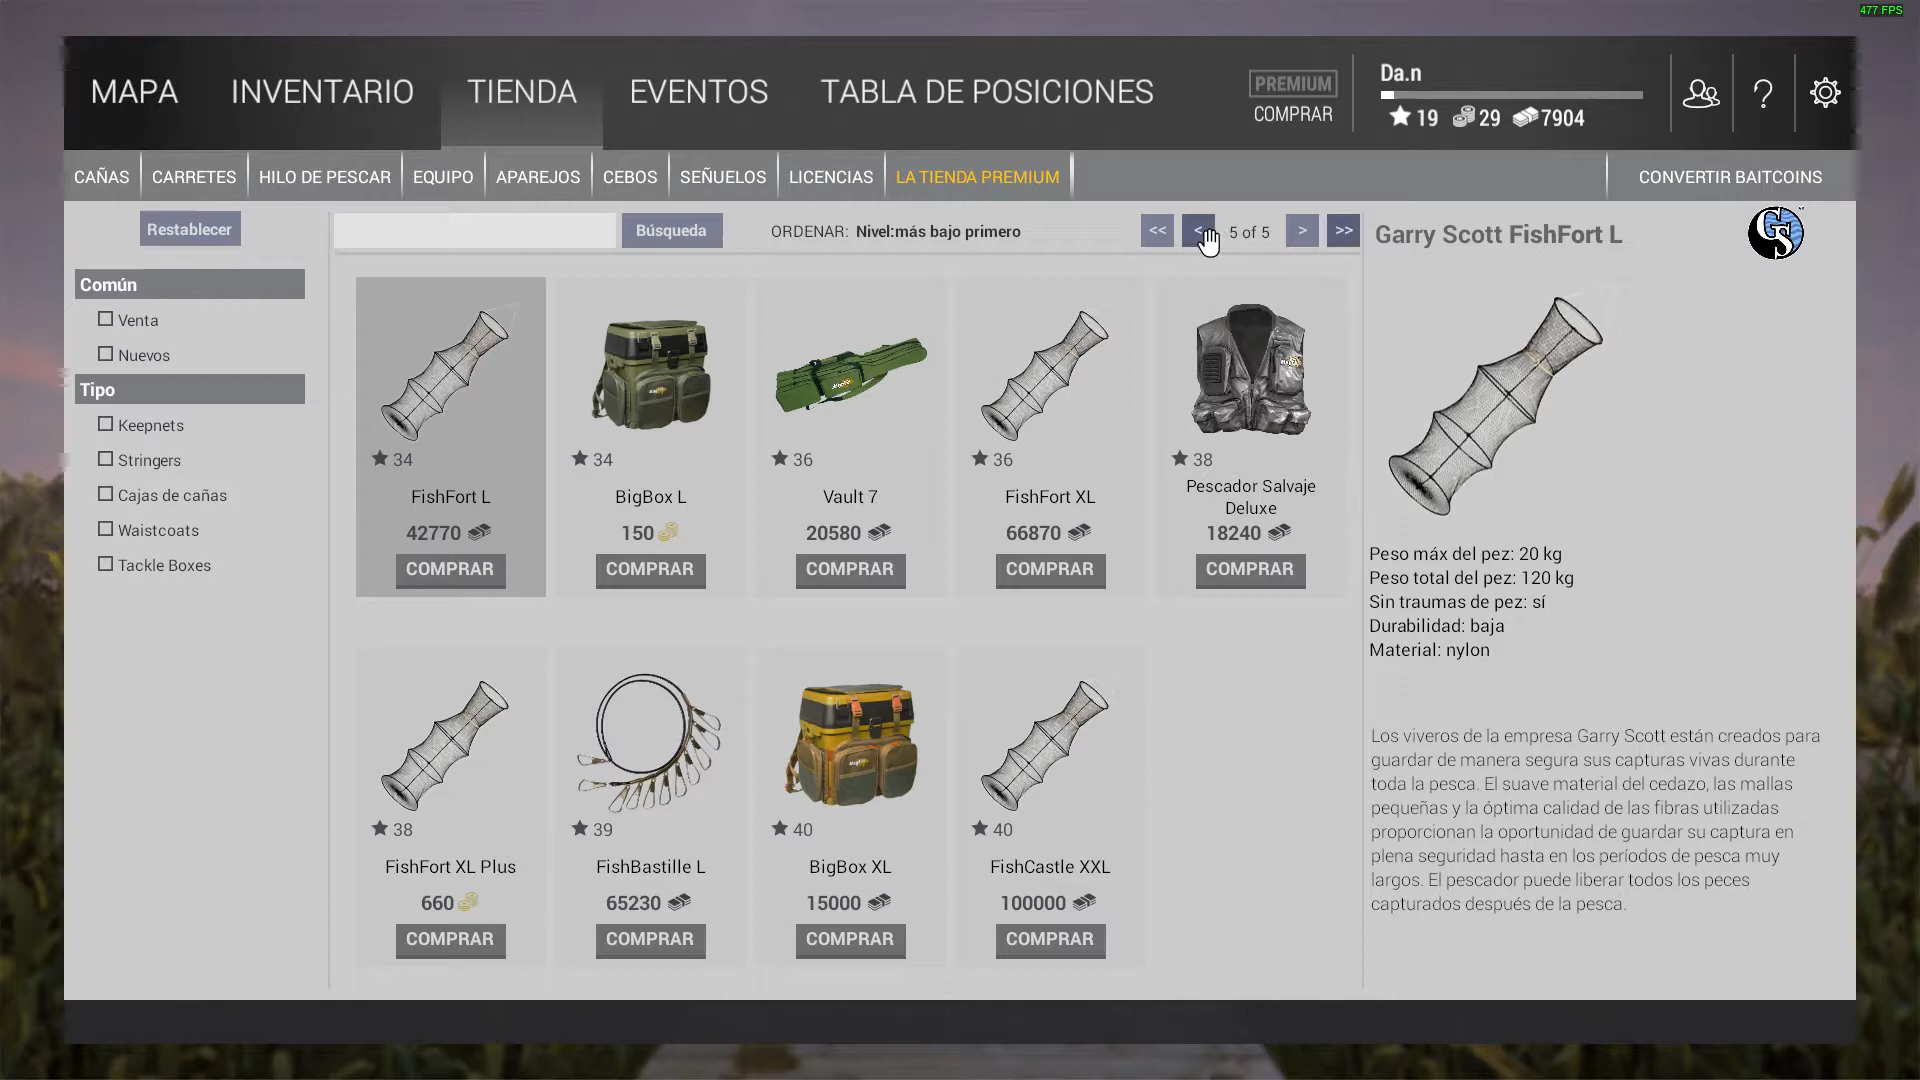 477 FPS
MAPA INVENTARIO TIENDA EVENTOS TABLA DE POSICIONES
PREMIUM
COMPRAR
Da.n
19 29 7904
CAÑAS CARRETES HILO DE PESCAR EQUIPO APAREJOS CEBOS SEÑUELOS LICENCIAS LA TIENDA PREMIUM CONVERTIR BAITCOINS
Restablecer
Búsqueda
ORDENAR: Nivel:más bajo primero
<< < 5 of 5 > >>
Común
Venta
Nuevos
Tipo
Keepnets
Stringers
Cajas de cañas
Waistcoats
Tackle Boxes
34
FishFort L
42770
COMPRAR
34
BigBox L
150
COMPRAR
36
Vault 7
20580
COMPRAR
36
FishFort XL
66870
COMPRAR
38
Pescador Salvaje
Deluxe
18240
COMPRAR
38
FishFort XL Plus
660
COMPRAR
39
FishBastille L
65230
COMPRAR
40
BigBox XL
15000
COMPRAR
40
FishCastle XXL
100000
COMPRAR
Garry Scott FishFort L
GS
Peso máx del pez: 20 kg
Peso total del pez: 120 kg
Sin traumas de pez: sí
Durabilidad: baja
Material: nylon
Los viveros de la empresa Garry Scott están creados para
guardar de manera segura sus capturas vivas durante
toda la pesca. El suave material del cedazo, las mallas
pequeñas y la óptima calidad de las fibras utilizadas
proporcionan la oportunidad de guardar su captura en
plena seguridad hasta en los períodos de pesca muy
largos. El pescador puede liberar todos los peces
capturados después de la pesca.